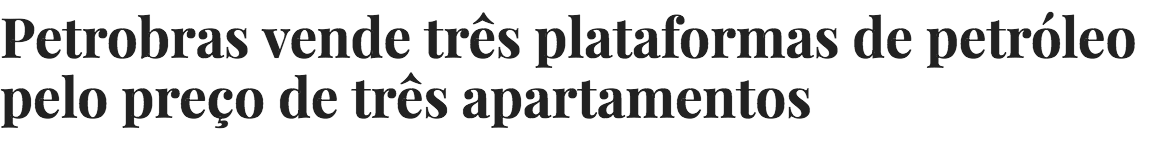 Petrobras vende três plataformas de petróleo
pelo preço de três apartamentos